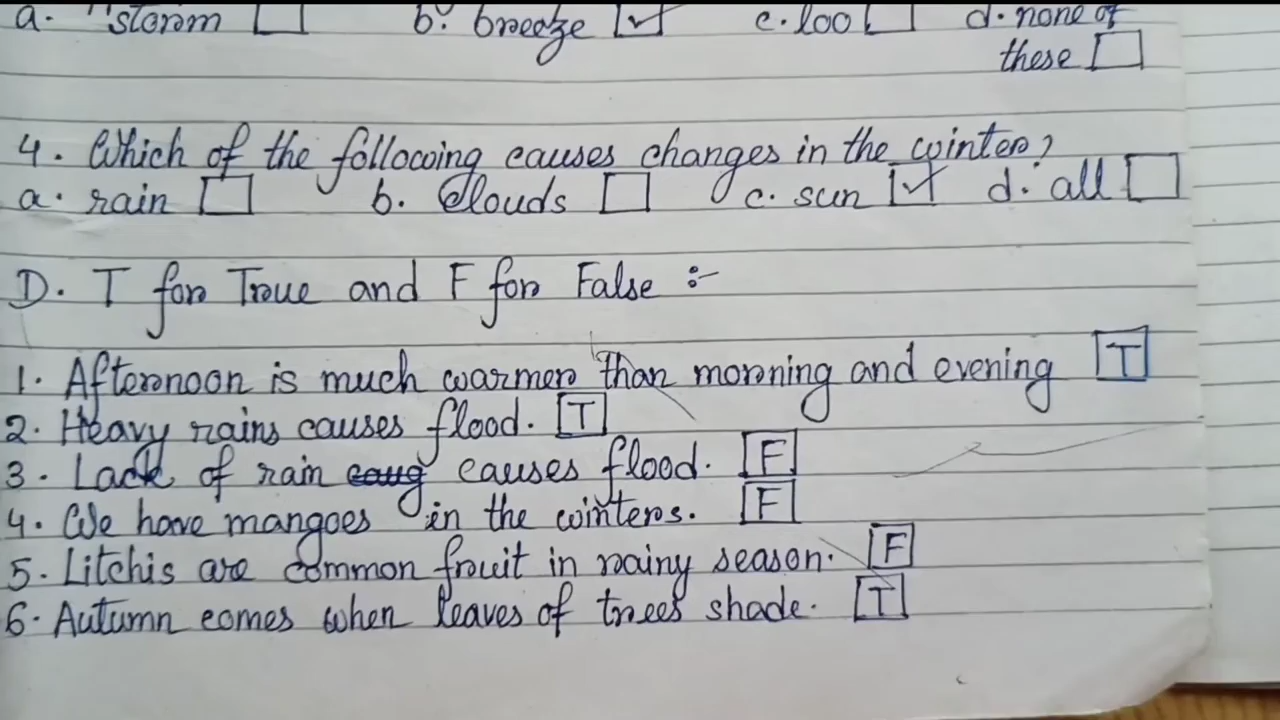 a. "storm ☐ b. breeze ☑ c. loo ☐ d. none of
these ☐
4. Which of the following causes changes in the winter?
a. rain ☐ b. Clouds ☐ c. sun ☑ d. all ☐
D. T for True and F for False :-
1. Afternoon is much warmer than morning and evening T
2. Heavy rains causes flood. T
3. Lack of rain caug causes flood. F
4. We have mangoes in the winters. F
5. Litchis are common fruit in rainy season. F
6. Autumn comes when leaves of trees shade. T